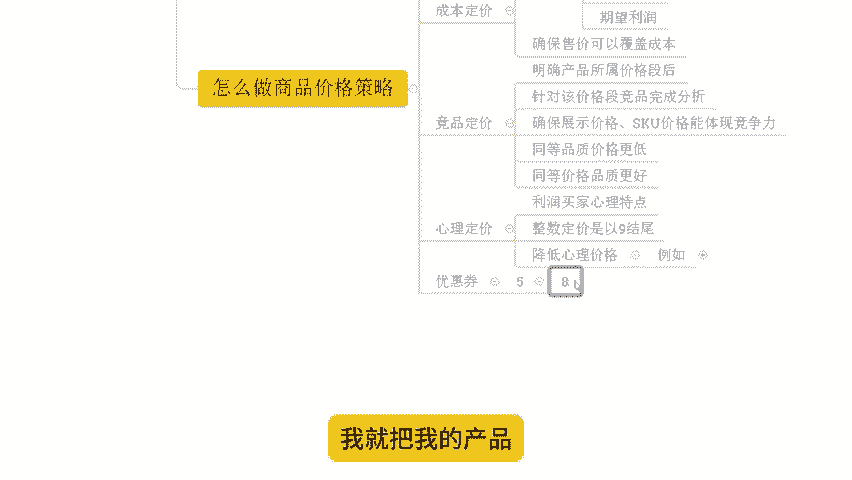 成本定价
期望利润
确保售价可以覆盖成本
怎么做商品价格策略
明确产品所属价格段后
针对该价格段竞品完成分析
竞品定价
确保展示价格、SKU价格能体现竞争力
同等品质价格更低
同等价格品质更好
利润买家心理特点
心理定价
整数定价是以9结尾
降低心理价格 例如
优惠券 5 8
我就把我的产品